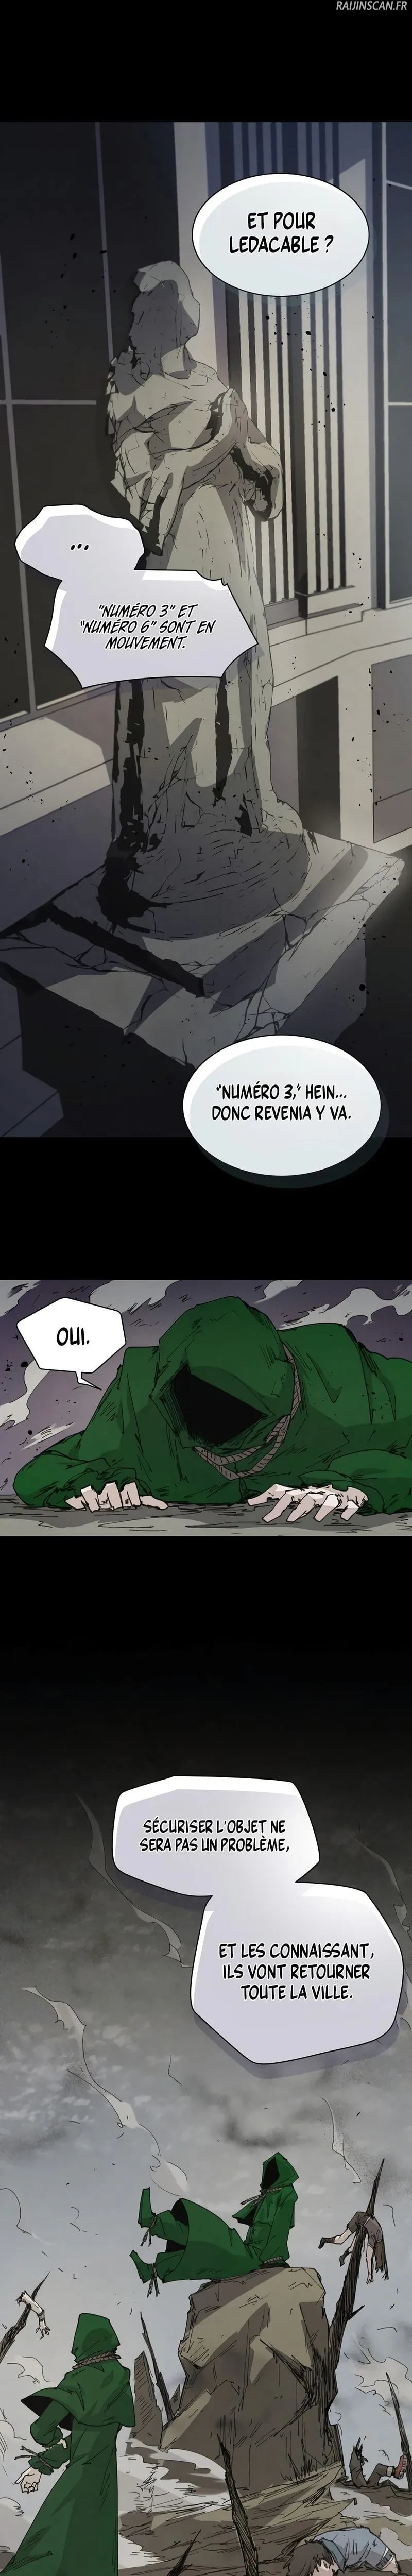 RAIJINSCAN.FR
ET POUR
LEDACABLE ?
...
"NUMÉRO 3" ET
"NUMÉRO 6" SONT EN
MOUVEMENT.
"NUMÉRO 3," HEIN...
DONC REVENIA Y VA.
OUI.
SÉCURISER L'OBJET NE
SERA PAS UN PROBLÈME,
ET LES CONNAISSANT,
ILS VONT RETOURNER
TOUTE LA VILLE.